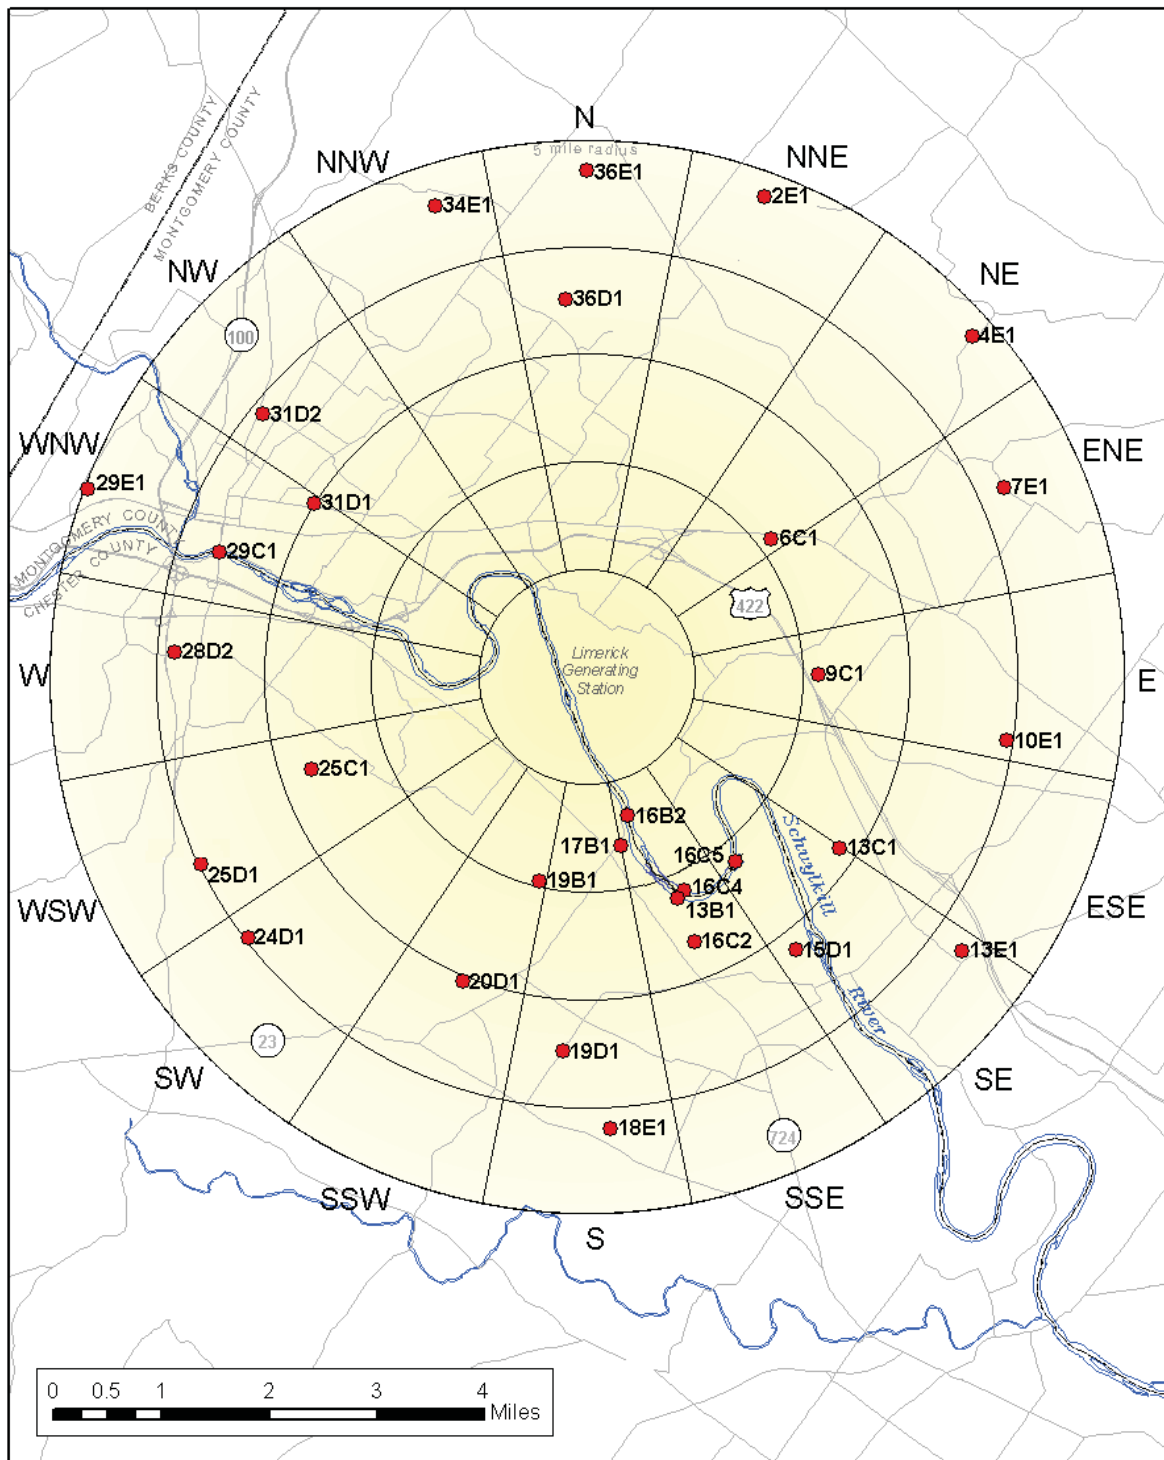 N
5 mile radius
NNW
NNE
36E1
2E1
34E1
BERKS COUNTY
MONTGOMERY COUNTY
NW
NE
36D1
100
4E1
31D2
WNW
ENE
29E1
7E1
31D1
MONTGOMERY COUNTY
CHESTER COUNTY
6C1
29C1
422
Limerick
Generating
Station
28D2
W
9C1
E
10E1
25C1
16B2
Schuylkill
River
17B1
16C5
13C1
25D1
19B1
16C4
13B1
WSW
ESE
24D1
16C2
15D1
13E1
20D1
23
19D1
SW
SE
18E1
724
SSW
SSE
S
0 0.5 1 2 3 4
Miles